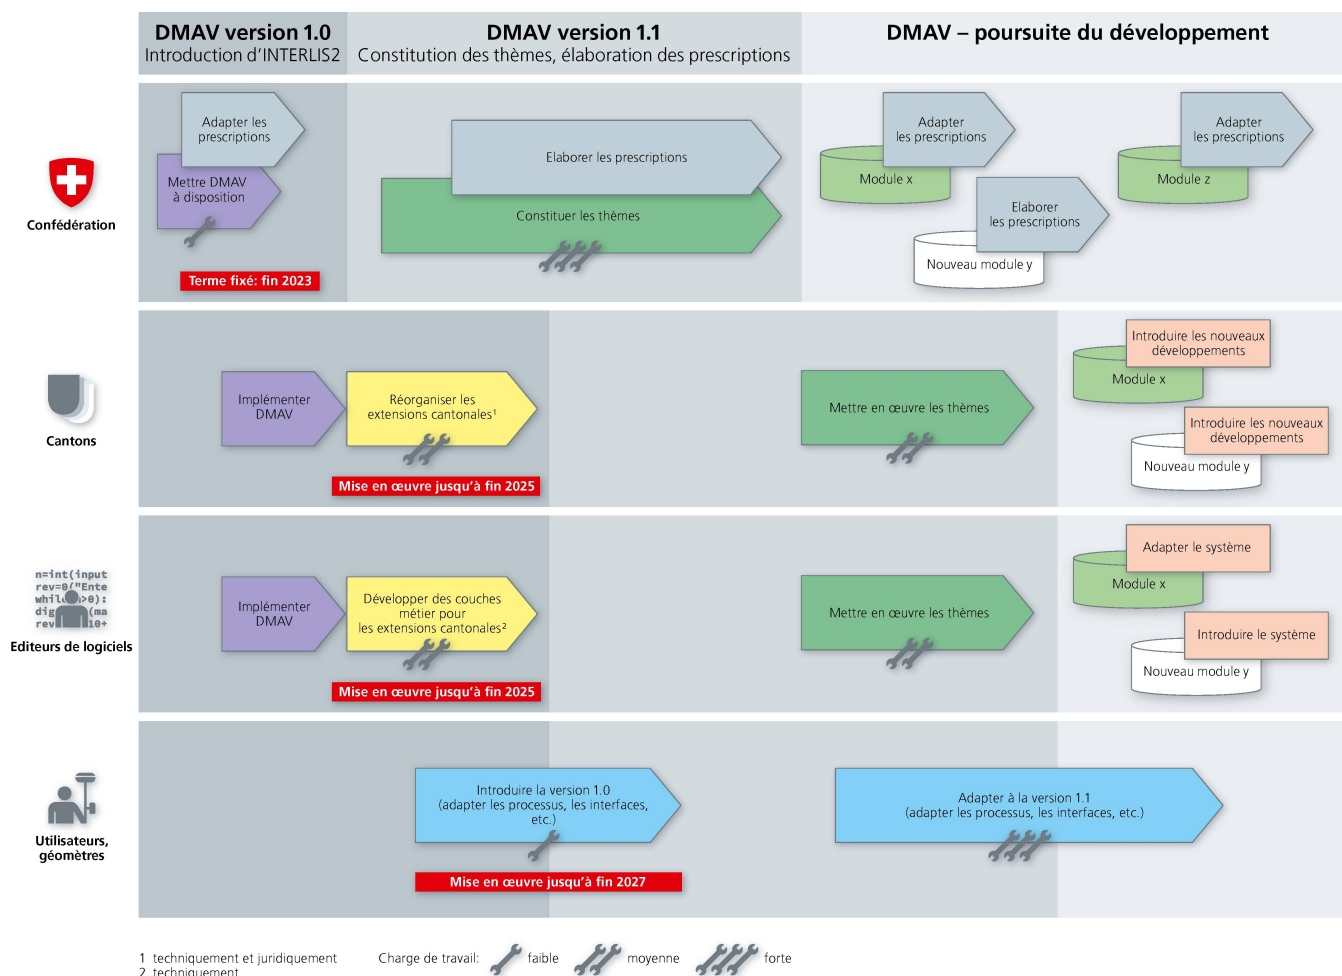 DMAV version 1.0
Introduction d’INTERLIS2
DMAV version 1.1
Constitution des thèmes, élaboration des prescriptions
DMAV – poursuite du développement
Confédération
Adapter les
prescriptions
Mettre DMAV
à disposition
Terme fixé: fin 2023
Elaborer les prescriptions
Constituer les thèmes
Adapter
les prescriptions
Module x
Elaborer
les prescriptions
Nouveau module y
Adapter
les prescriptions
Module z
Cantons
Implémenter
DMAV
Réorganiser les
extensions cantonales¹
Mise en œuvre jusqu’à fin 2025
Mettre en œuvre les thèmes
Introduire les nouveaux
développements
Module x
Introduire les nouveaux
développements
Nouveau module y
n=int(input
rev=0("Ente
Editeurs de logiciels
Implémenter
DMAV
Développer des couches
métier pour
les extensions cantonales²
Mise en œuvre jusqu’à fin 2025
Mettre en œuvre les thèmes
Adapter le système
Module x
Introduire le système
Nouveau module y
Utilisateurs,
géomètres
Introduire la version 1.0
(adapter les processus, les interfaces,
etc.)
Mise en œuvre jusqu’à fin 2027
Adapter à la version 1.1
(adapter les processus, les interfaces, etc.)
1 techniquement et juridiquement
2 techniquement
Charge de travail: faible moyenne forte